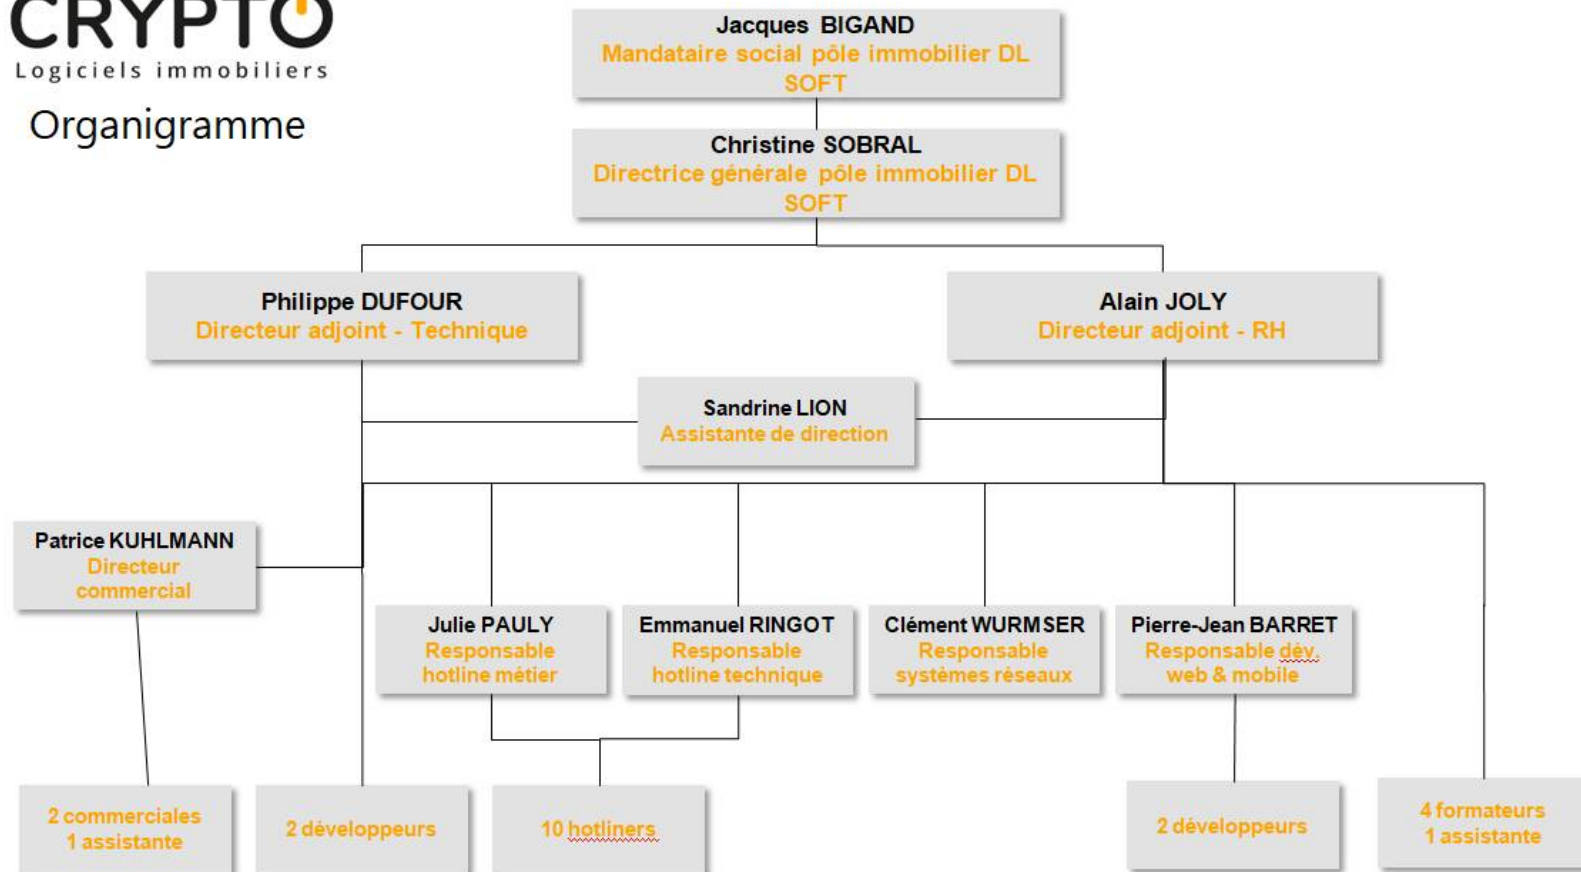 CRYPTO
Logiciels immobiliers
Organigramme
Jacques BIGAND
Mandataire social pôle immobilier DL
SOFT
Christine SOBRAL
Directrice générale pôle immobilier DL
SOFT
Philippe DUFOUR
Directeur adjoint - Technique
Alain JOLY
Directeur adjoint - RH
Sandrine LION
Assistante de direction
Patrice KUHLMANN
Directeur
commercial
Julie PAULY
Responsable
hotline métier
Emmanuel RINGOT
Responsable
hotline technique
Clément WURMSER
Responsable
systèmes réseaux
Pierre-Jean BARRET
Responsable dév.
web & mobile
2 commerciales
1 assistante
2 développeurs
10 hotliners
2 développeurs
4 formateurs
1 assistante